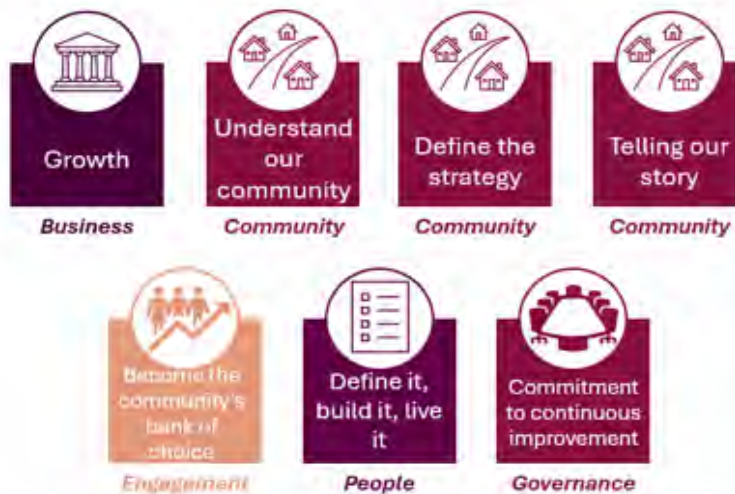 Growth
Business
Understand
our
community
Community
Define the
strategy
Community
Telling our
story
Community
Become the
community's
bank of
choice
Engagement
Define it,
build it, live
it
People
Commitment
to continuous
improvement
Governance